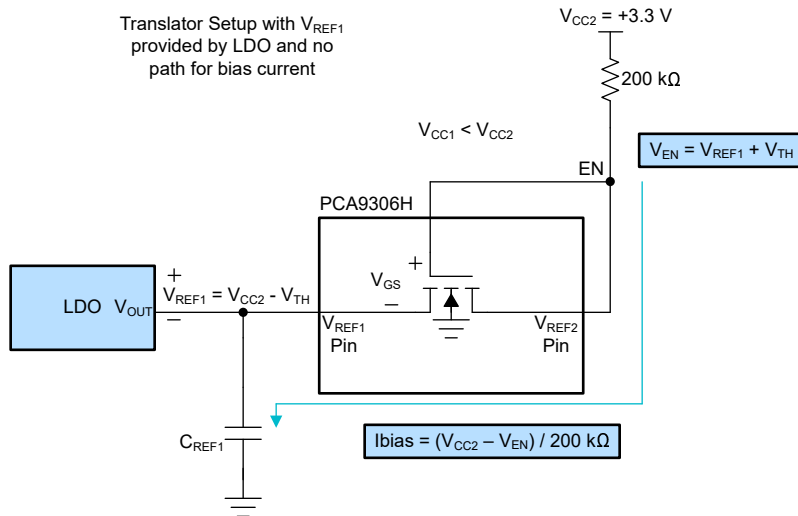 Translator Setup with VREF1
provided by LDO and no
path for bias current
VCC2 = +3.3 V
200 kΩ
VCC1 < VCC2
VEN = VREF1 + VTH
EN
PCA9306H
+
VGS
–
LDO VOUT
+
VREF1 = VCC2 - VTH
–
VREF1
Pin
VREF2
Pin
CREF1
Ibias = (VCC2 – VEN) / 200 kΩ